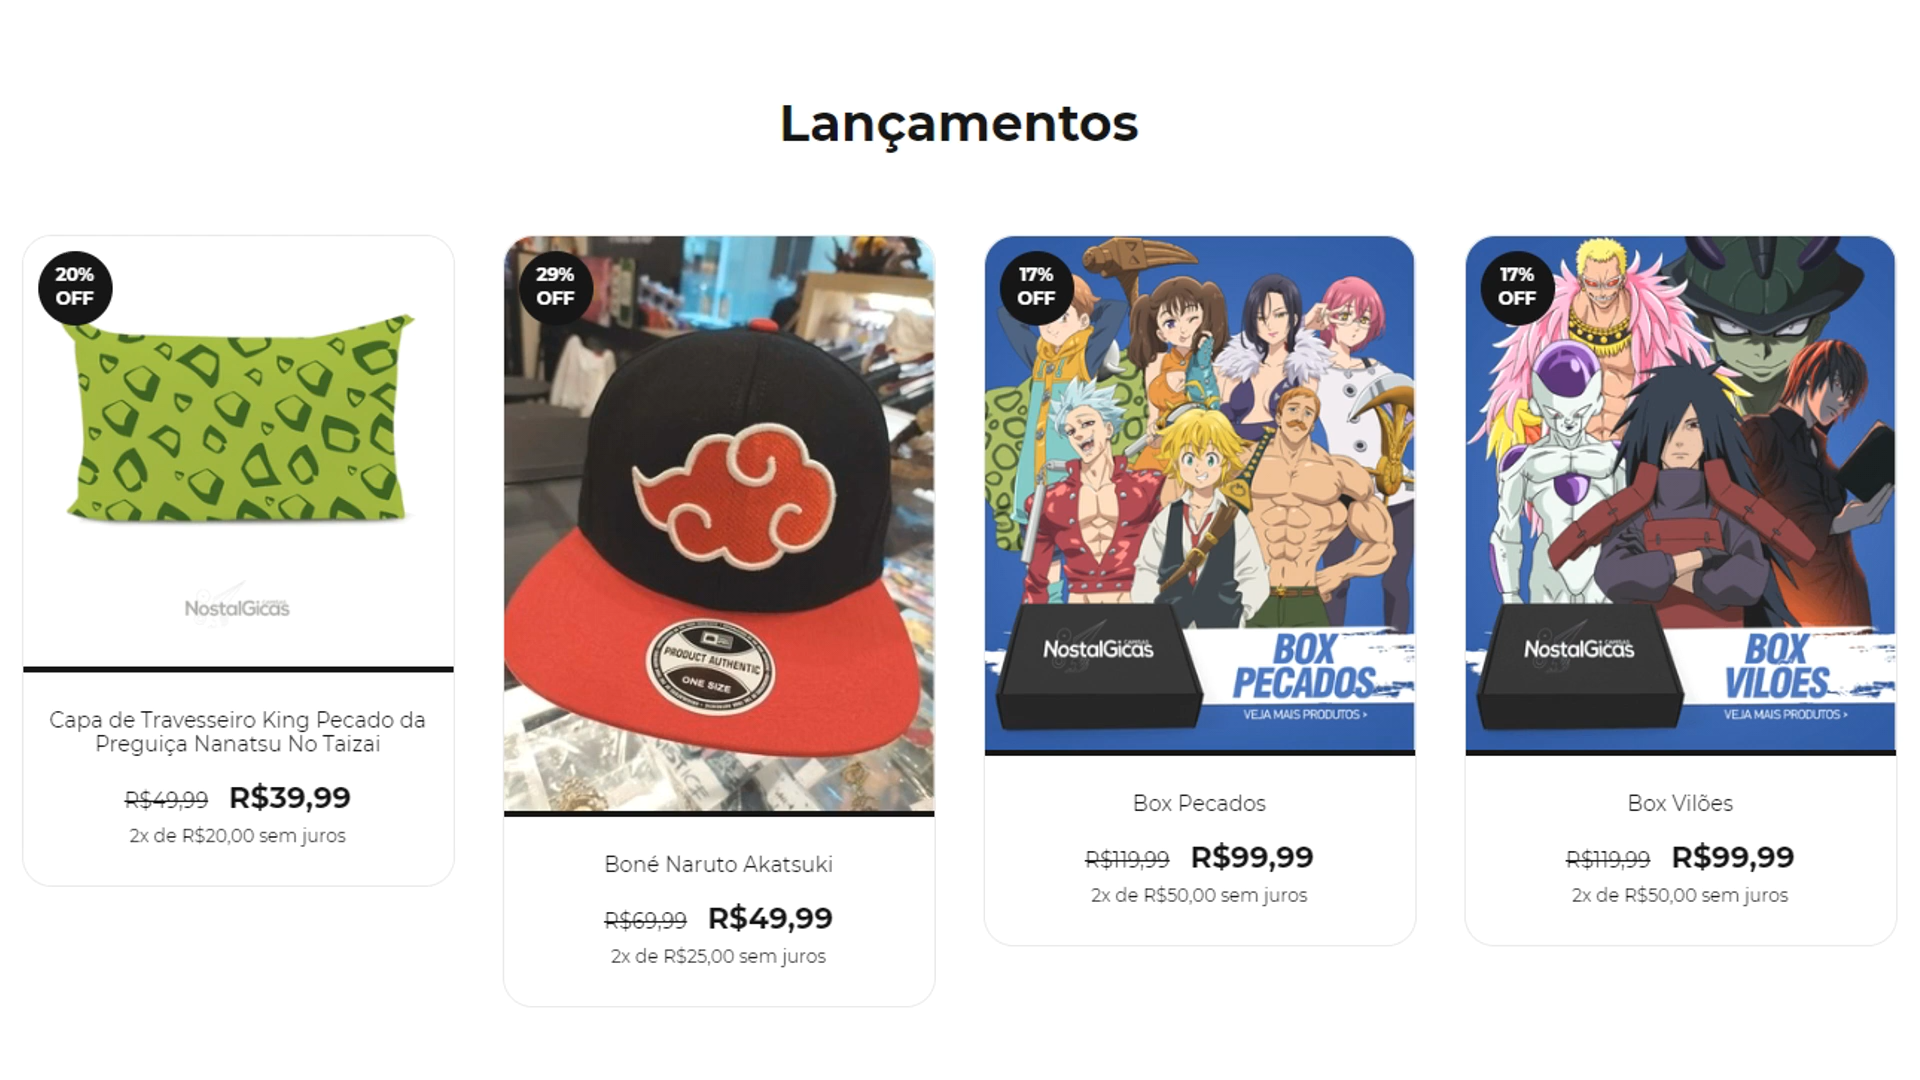 Lançamentos
20%
OFF
NostalGicas
Capa de Travesseiro King Pecado da
Preguiça Nanatsu No Taizai
R$49,99 R$39,99
2x de R$20,00 sem juros
29%
OFF
PRODUCT AUTHENTIC
ONE SIZE
Boné Naruto Akatsuki
R$69,99 R$49,99
2x de R$25,00 sem juros
17%
OFF
CAMISAS
NostalGicas
BOX
PECADOS
VEJA MAIS PRODUTOS >
Box Pecados
R$119,99 R$99,99
2x de R$50,00 sem juros
17%
OFF
CAMISAS
NostalGicas
BOX
VILÕES
VEJA MAIS PRODUTOS >
Box Vilões
R$119,99 R$99,99
2x de R$50,00 sem juros